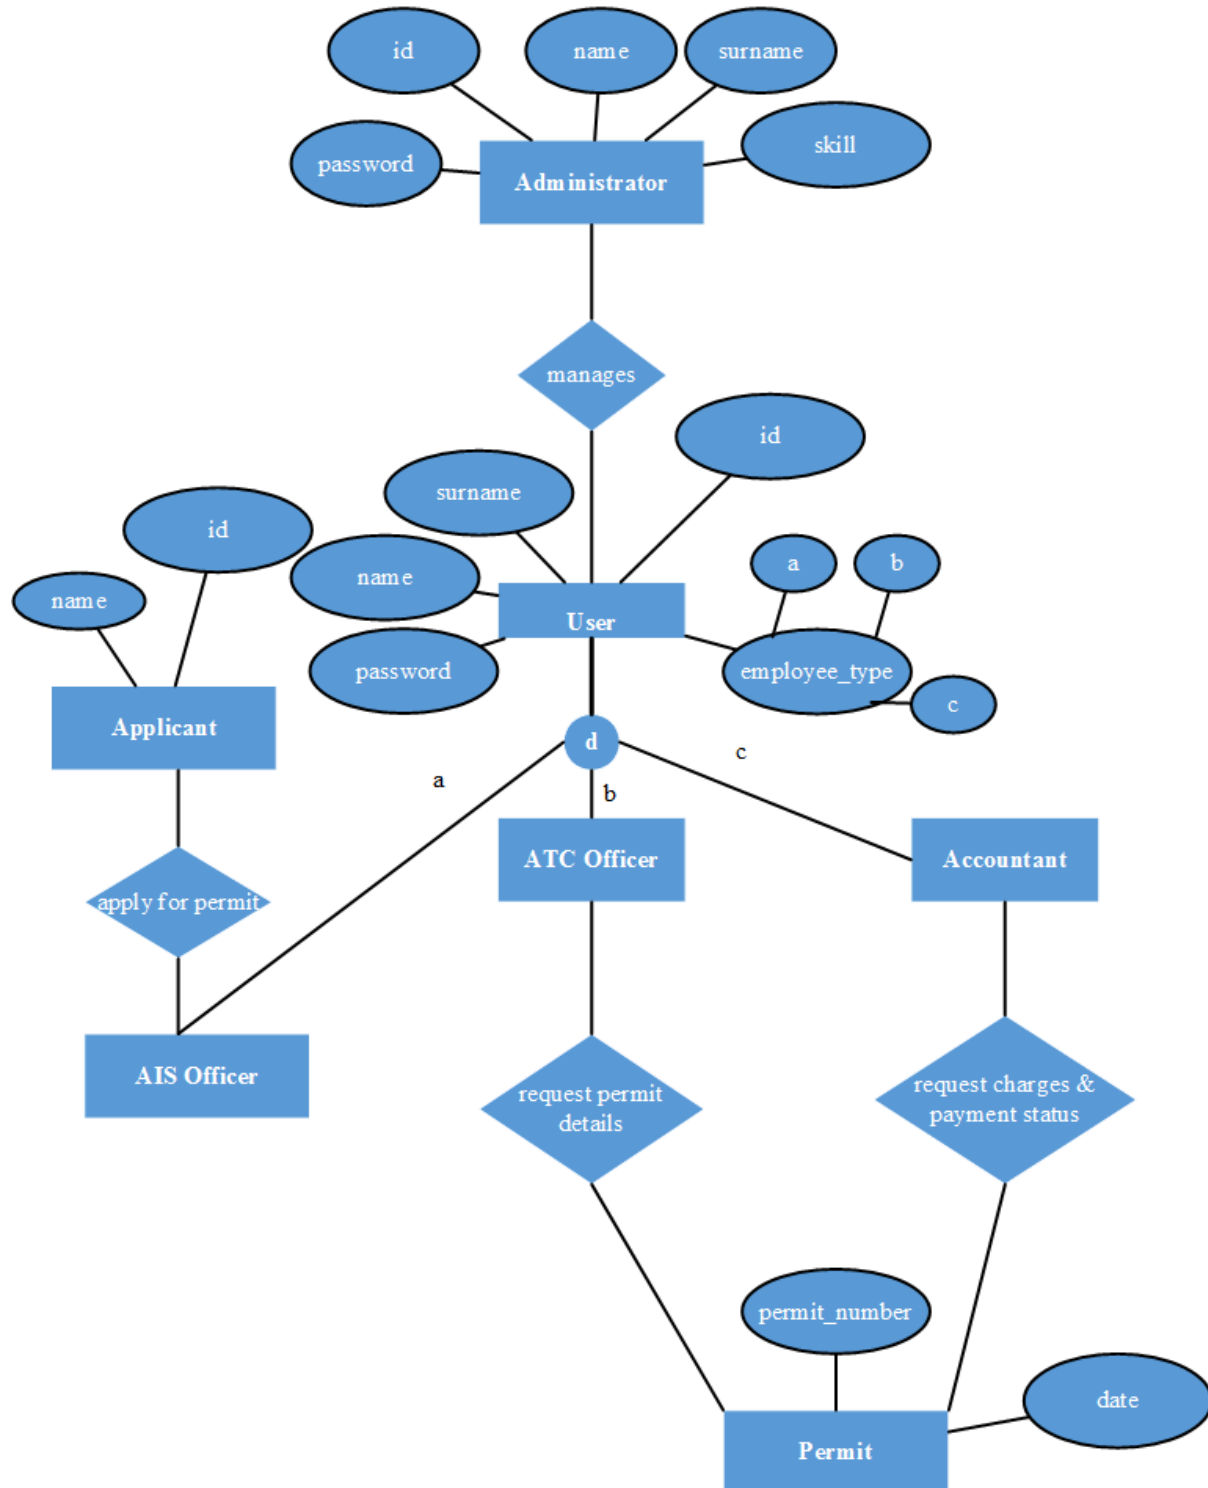 id
name
surname
password
skill
Administrator
manages
id
surname
id
name
name
a
b
User
password
employee_type
c
Applicant
d
a
b
c
ATC Officer
Accountant
apply for permit
AIS Officer
request permit
details
request charges &
payment status
permit_number
date
Permit